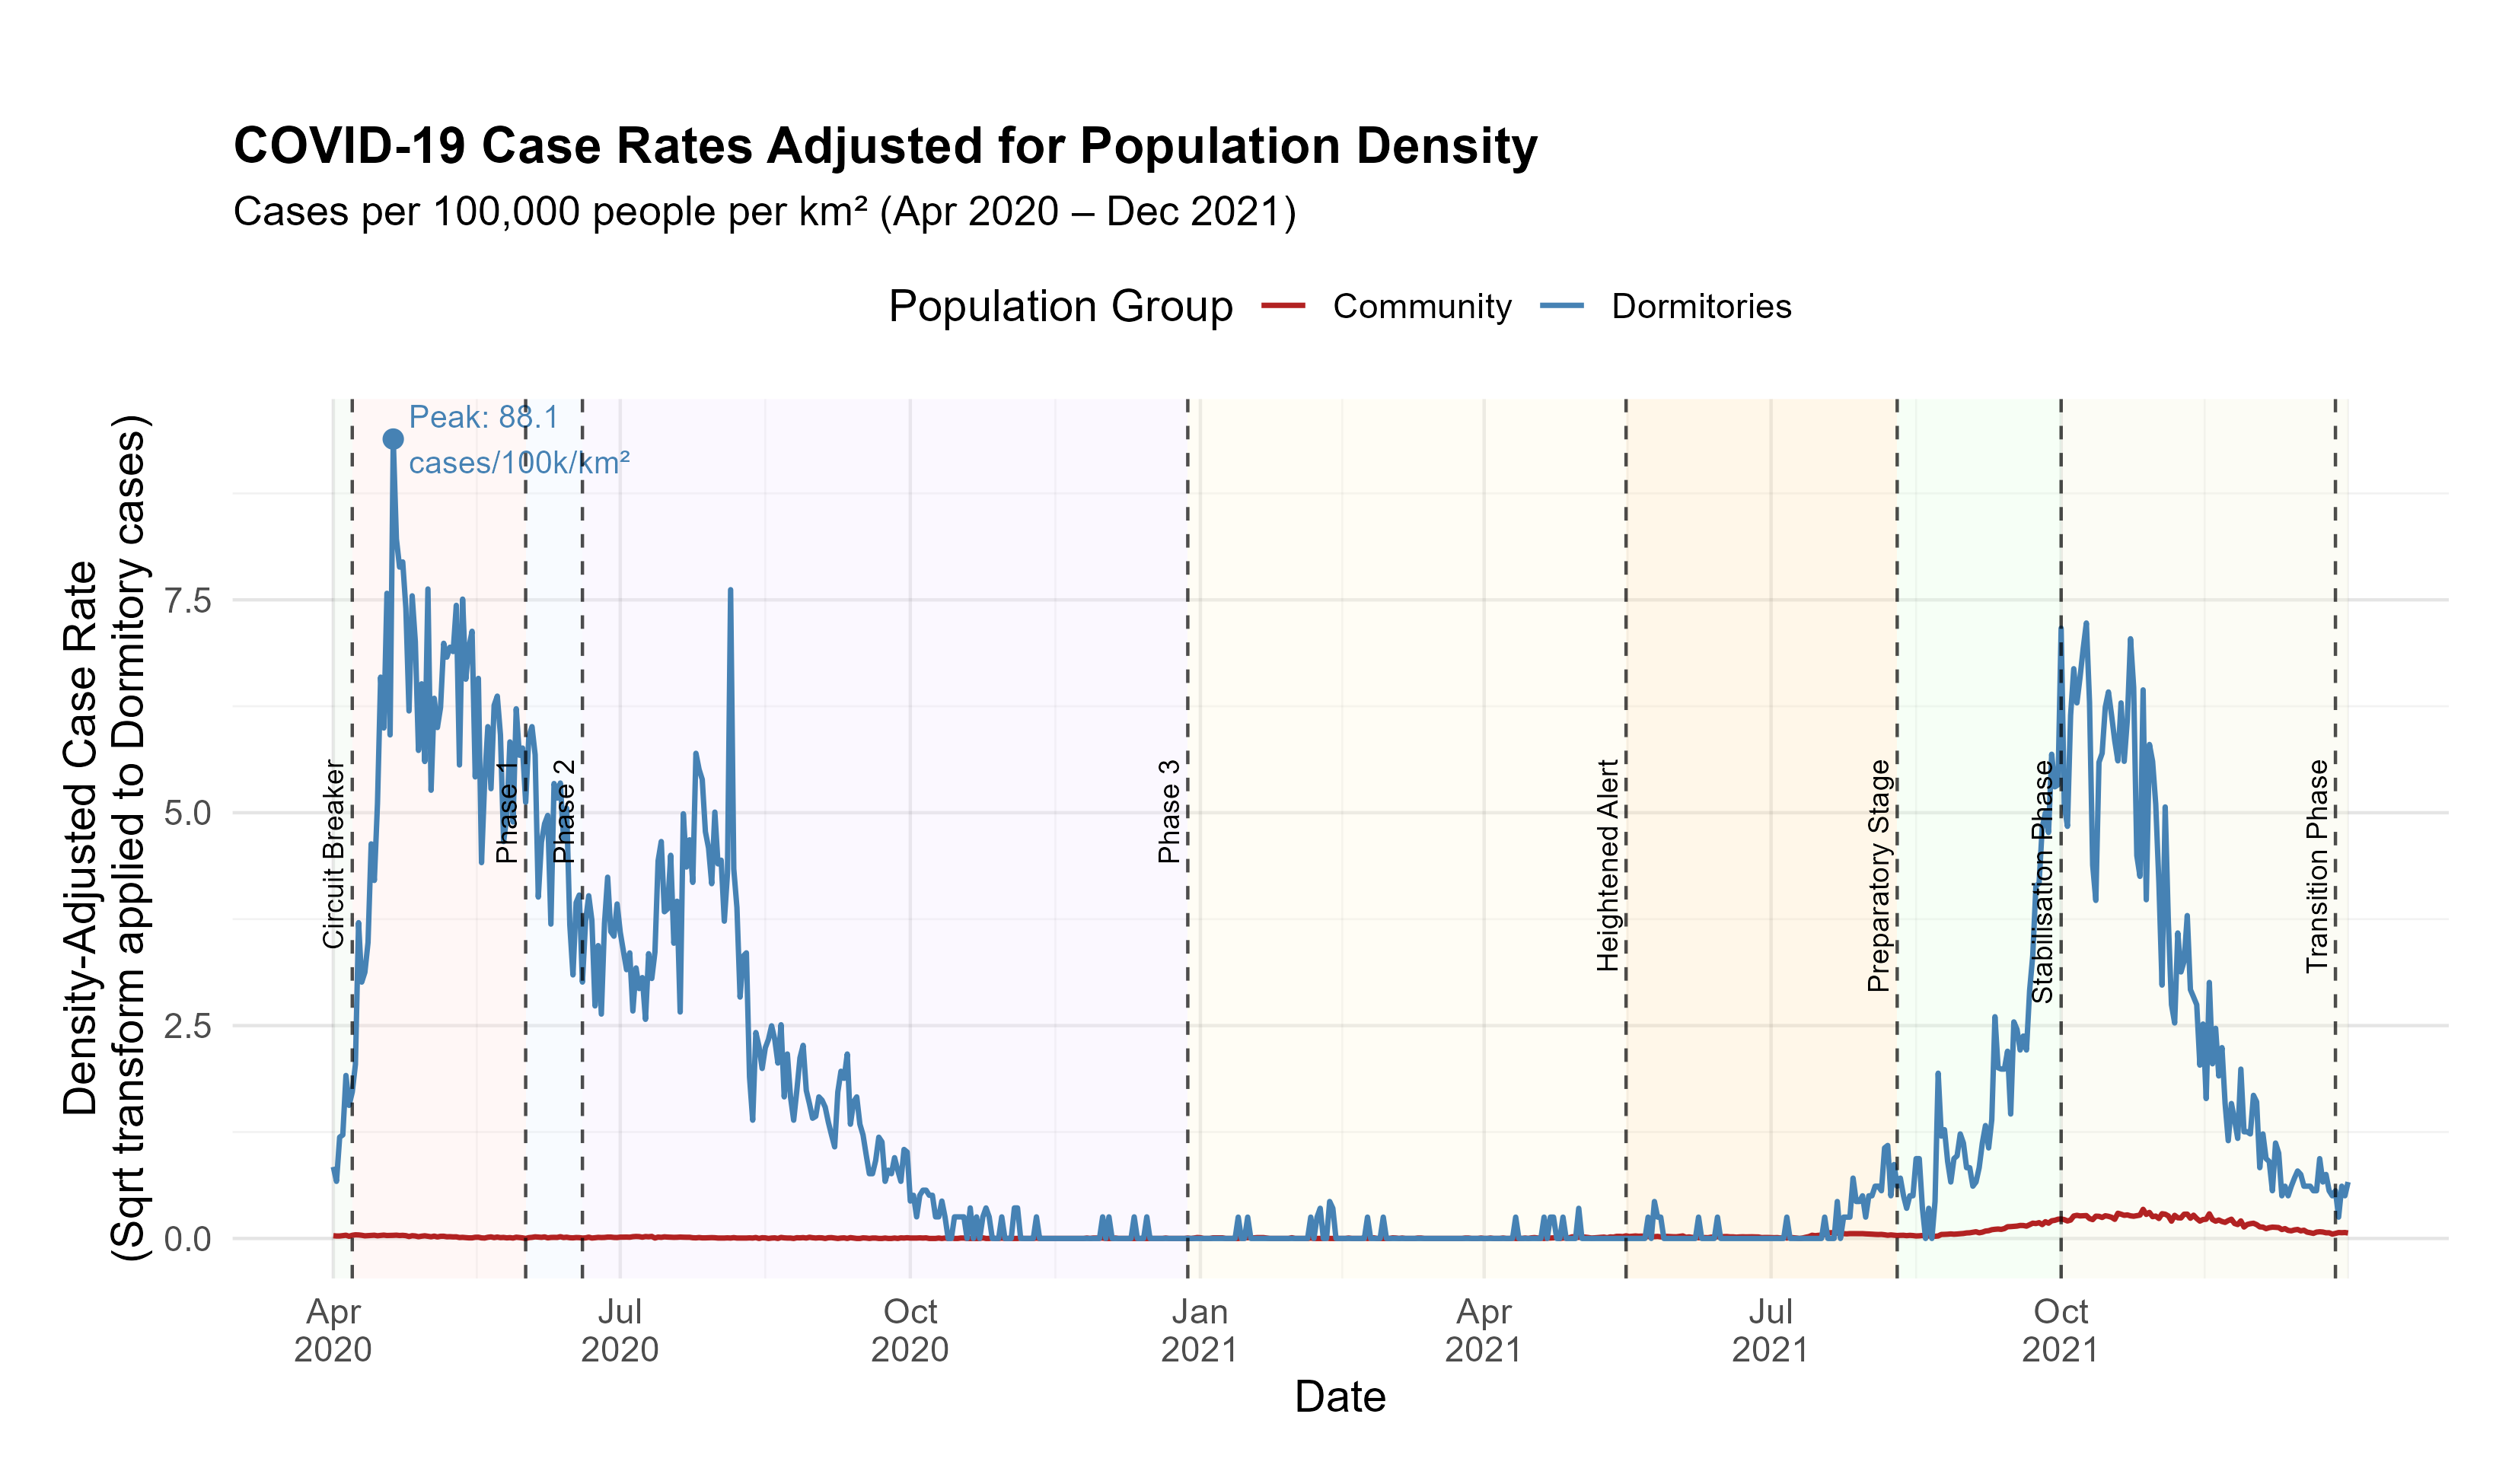 COVID-19 Case Rates Adjusted for Population Density
Cases per 100,000 people per km² (Apr 2020 – Dec 2021)
Population Group
Community
Dormitories
Density-Adjusted Case Rate
(Sqrt transform applied to Dormitory cases)
7.5
5.0
2.5
0.0
Peak: 88.1
cases/100k/km²
Circuit Breaker
Phase 1
Phase 2
Phase 3
Heightened Alert
Preparatory Stage
Stabilisation Phase
Transition Phase
Apr
2020
Jul
2020
Oct
2020
Jan
2021
Apr
2021
Jul
2021
Oct
2021
Date